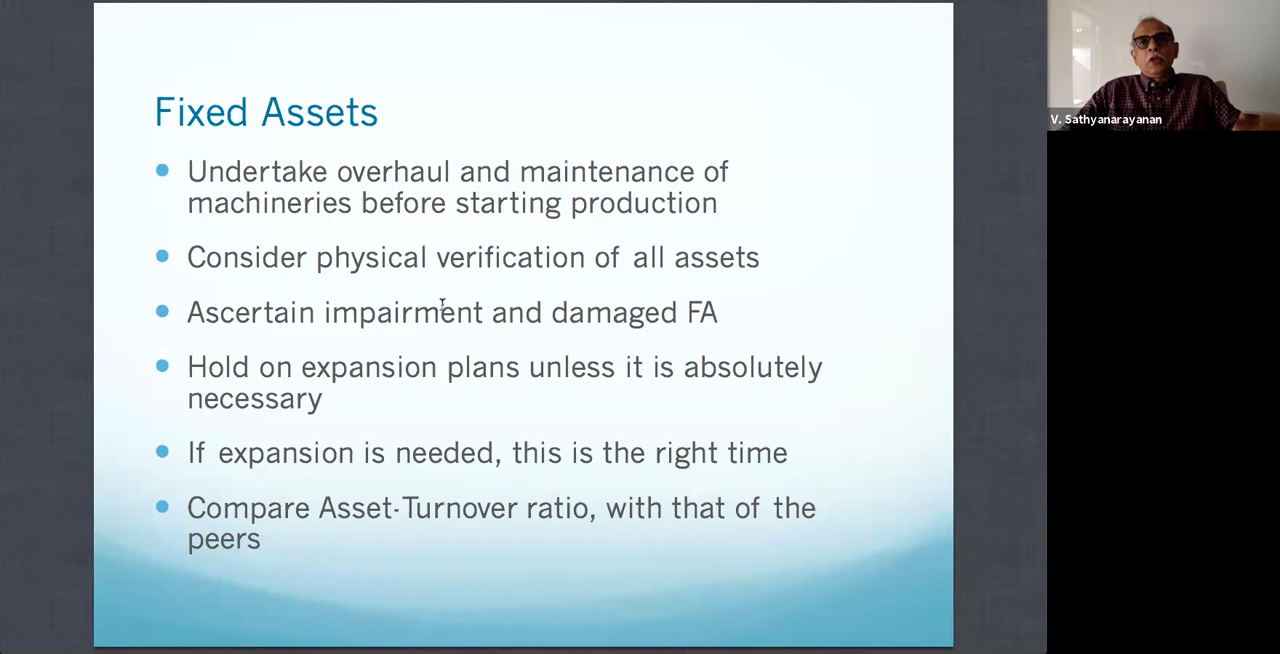 Fixed Assets
Undertake overhaul and maintenance of
machineries before starting production
Consider physical verification of all assets
Ascertain impairment and damaged FA
Hold on expansion plans unless it is absolutely
necessary
If expansion is needed, this is the right time
Compare Asset-Turnover ratio, with that of the
peers
V. Sathyanarayanan